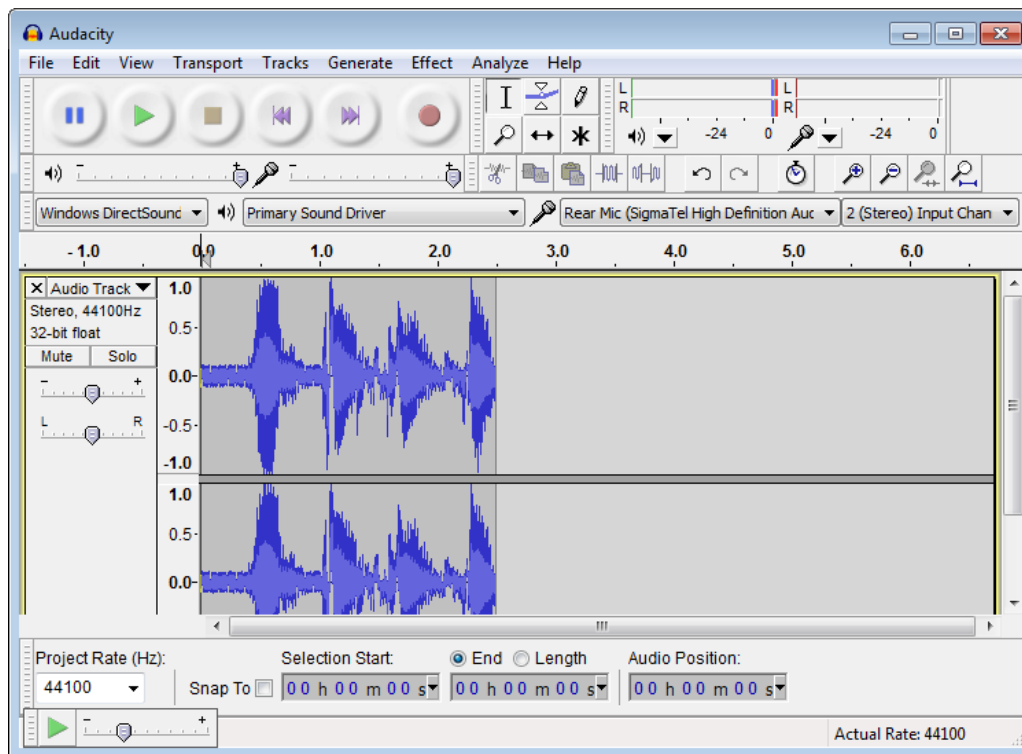 Audacity
File Edit View Transport Tracks Generate Effect Analyze Help
L L
R R
-24 0 -24 0
Windows DirectSound Primary Sound Driver Rear Mic (SigmaTel High Definition Auc 2 (Stereo) Input Chan
- 1.0 0.0 1.0 2.0 3.0 4.0 5.0 6.0
Audio Track
Stereo, 44100Hz
32-bit float
Mute Solo
- +
L R
1.0
0.5-
0.0-
-0.5-
-1.0
1.0
0.5-
0.0-
Project Rate (Hz): Selection Start: End Length Audio Position:
44100 Snap To 00 h 00 m 00 s 00 h 00 m 00 s 00 h 00 m 00 s
- +
Actual Rate: 44100